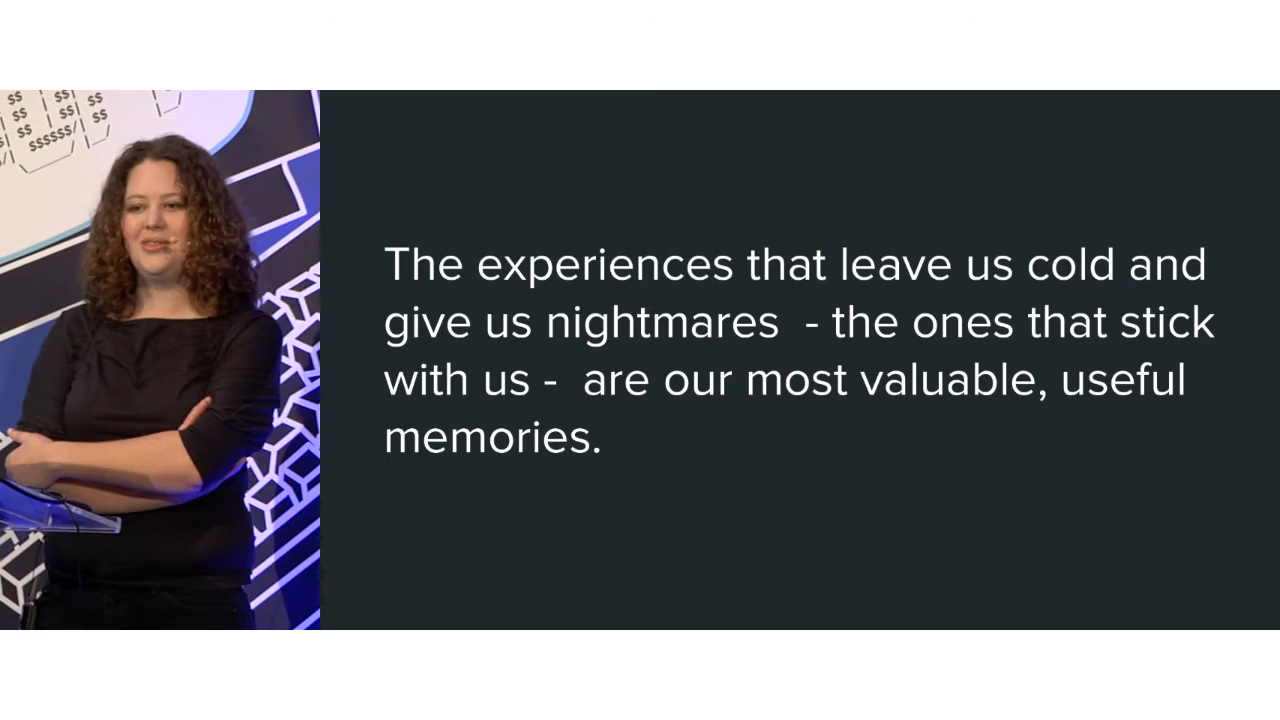 $$ | $$| $$
$$ | $$| $$
$$ | $$| $$
$$$$$$/|
The experiences that leave us cold and
give us nightmares  - the ones that stick
with us -  are our most valuable, useful
memories.